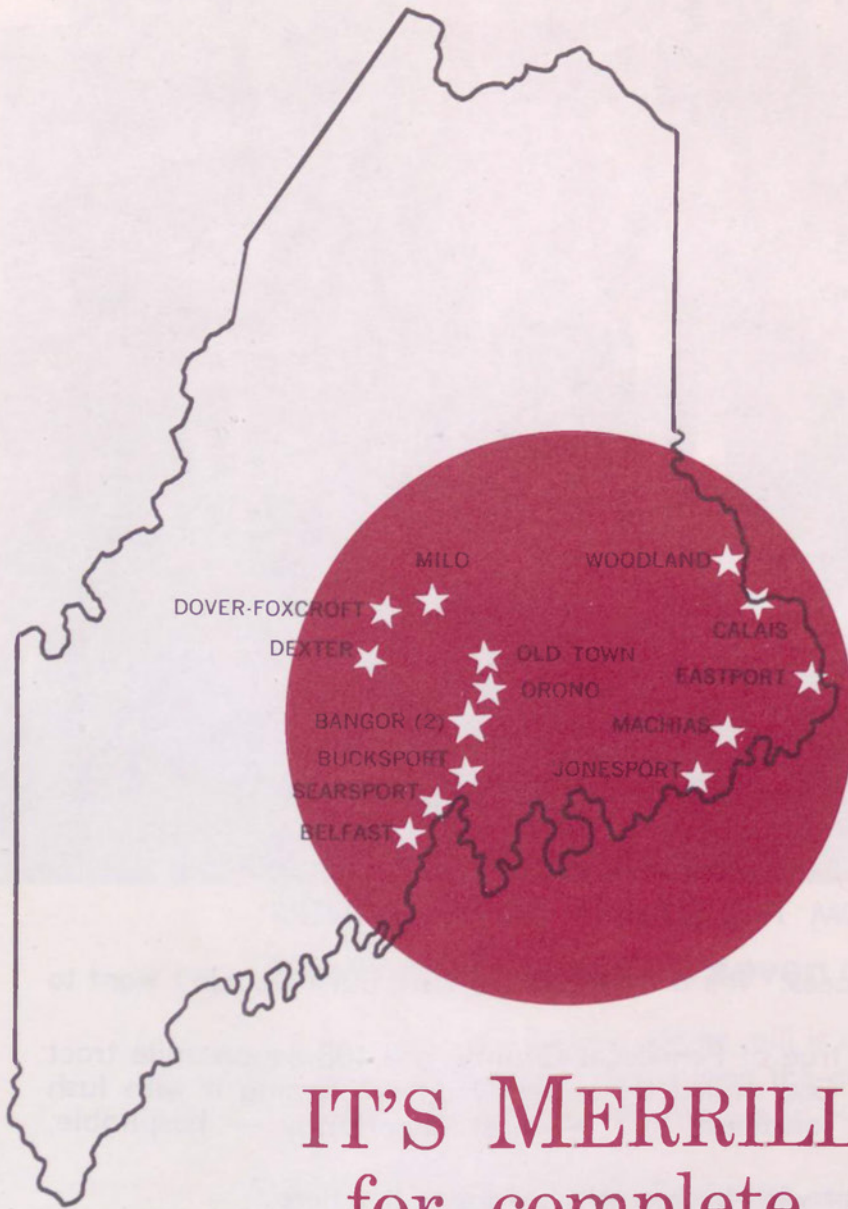 MILO
WOODLAND
DOVER-FOXCROFT
CALAIS
DEXTER
OLD TOWN
EASTPORT
ORONO
BANGOR (2)
MACHIAS
BUCKSPORT
JONESPORT
SEARSPORT
BELFAST
IT'S MERRILL
for complete